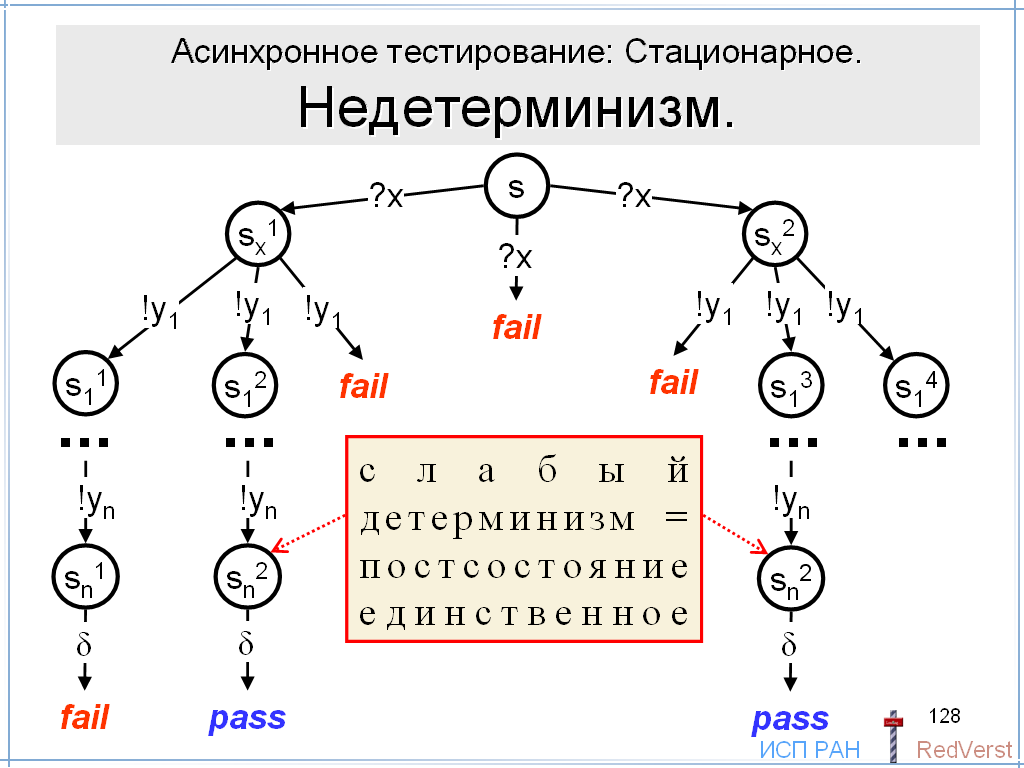 Асинхронное тестирование: Стационарное.
Недетерминизм.
s
?x
?x
sx1
sx2
?x
!y1
!y1
!y1
!y1
!y1
!y1
fail
s11
s12
fail
fail
s13
s14
...
...
...
...
слабый
детерминизм =
постсостояние
единственное
!yn
!yn
!yn
sn1
sn2
sn2
δ
δ
δ
fail
pass
pass
128
ИСП РАН
RedVerst